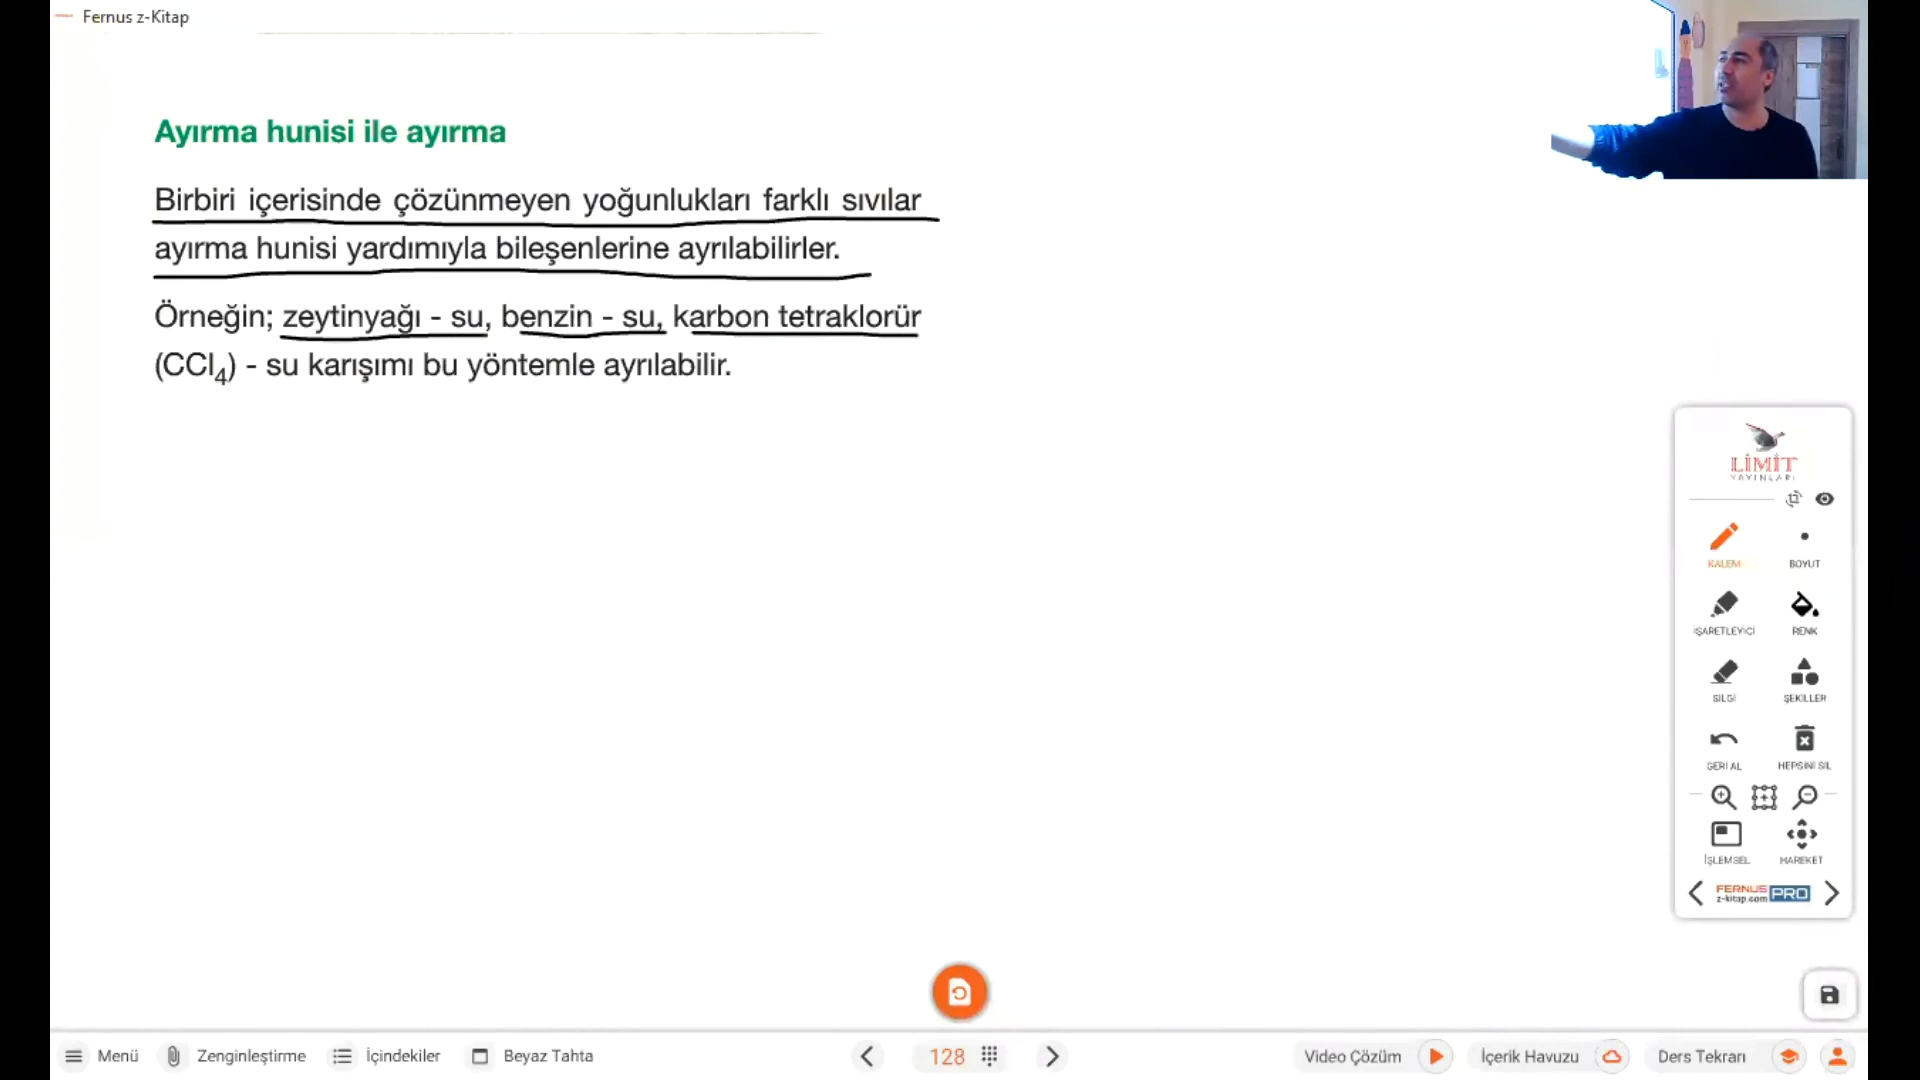 Fernus z-Kitap
Ayırma hunisi ile ayırma
Birbiri içerisinde çözünmeyen yoğunlukları farklı sıvılar
ayırma hunisi yardımıyla bileşenlerine ayrılabilirler.
Örneğin; zeytinyağı - su, benzin - su, karbon tetraklorür
(CCl₄) - su karışımı bu yöntemle ayrılabilir.
LİMİT
YAYINLARI
KALEM BOYUT
İŞARETLEYİCİ RENK
SİLGİ ŞEKİLLER
GERİ AL HEPSİNİ SİL
İŞLEMSEL HAREKET
FERNUS PRO
z-kitap.com
Menü Zenginleştirme İçindekiler Beyaz Tahta 128 Video Çözüm İçerik Havuzu Ders Tekrarı